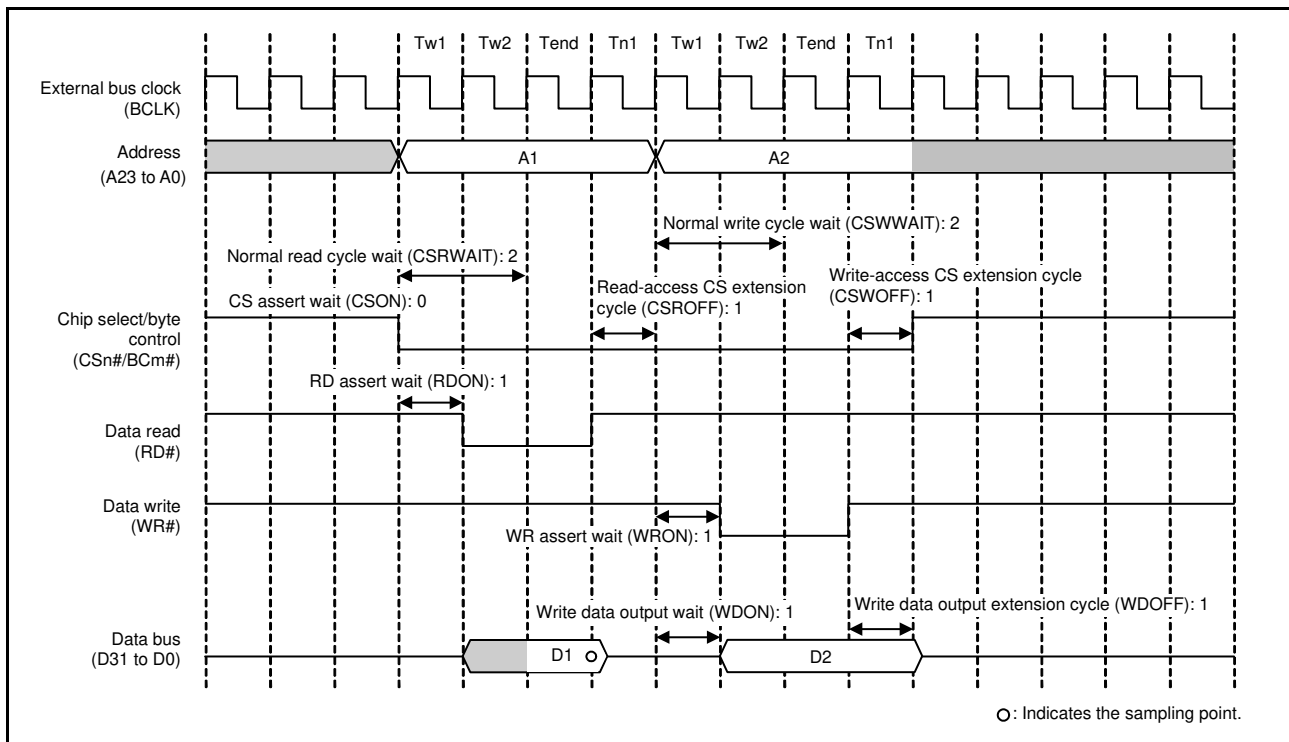 Tw1 Tw2 Tend Tn1 Tw1 Tw2 Tend Tn1
External bus clock
(BCLK)
Address
(A23 to A0)
A1 A2
Normal write cycle wait (CSWWAIT): 2
Normal read cycle wait (CSRWAIT): 2
CS assert wait (CSON): 0
Read-access CS extension
cycle (CSROFF): 1
Write-access CS extension cycle
(CSWOFF): 1
Chip select/byte
control
(CSn#/BCm#)
RD assert wait (RDON): 1
Data read
(RD#)
Data write
(WR#)
WR assert wait (WRON): 1
Write data output wait (WDON): 1
Write data output extension cycle (WDOFF): 1
Data bus
(D31 to D0)
D1 D2
: Indicates the sampling point.